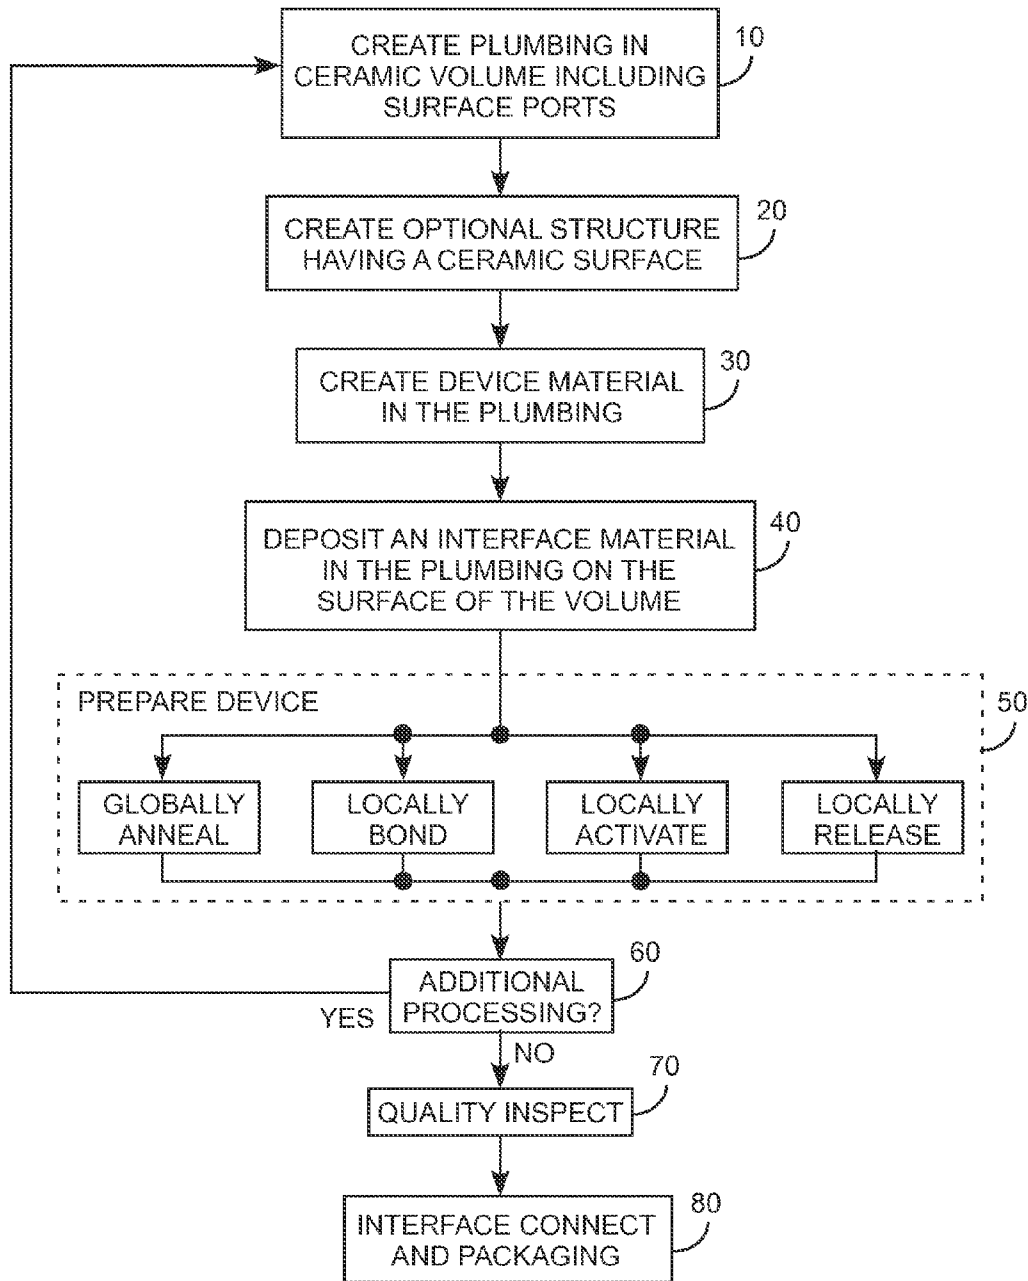 CREATE PLUMBING IN
CERAMIC VOLUME INCLUDING
SURFACE PORTS
10
CREATE OPTIONAL STRUCTURE
HAVING A CERAMIC SURFACE
20
CREATE DEVICE MATERIAL
IN THE PLUMBING
30
DEPOSIT AN INTERFACE MATERIAL
IN THE PLUMBING ON THE
SURFACE OF THE VOLUME
40
PREPARE DEVICE
50
GLOBALLY
ANNEAL
LOCALLY
BOND
LOCALLY
ACTIVATE
LOCALLY
RELEASE
ADDITIONAL
PROCESSING?
60
YES
NO
QUALITY INSPECT
70
INTERFACE CONNECT
AND PACKAGING
80